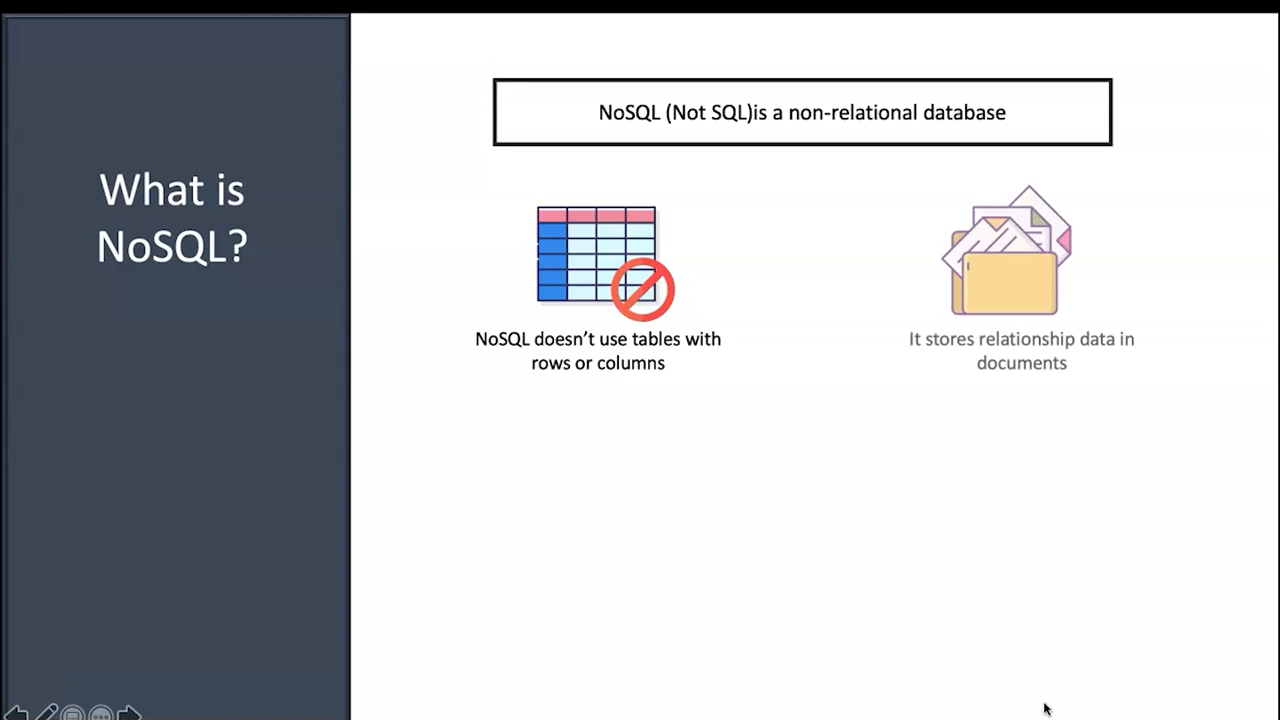 What is
NoSQL?
NoSQL (Not SQL)is a non-relational database
NoSQL doesn’t use tables with
rows or columns
It stores relationship data in
documents